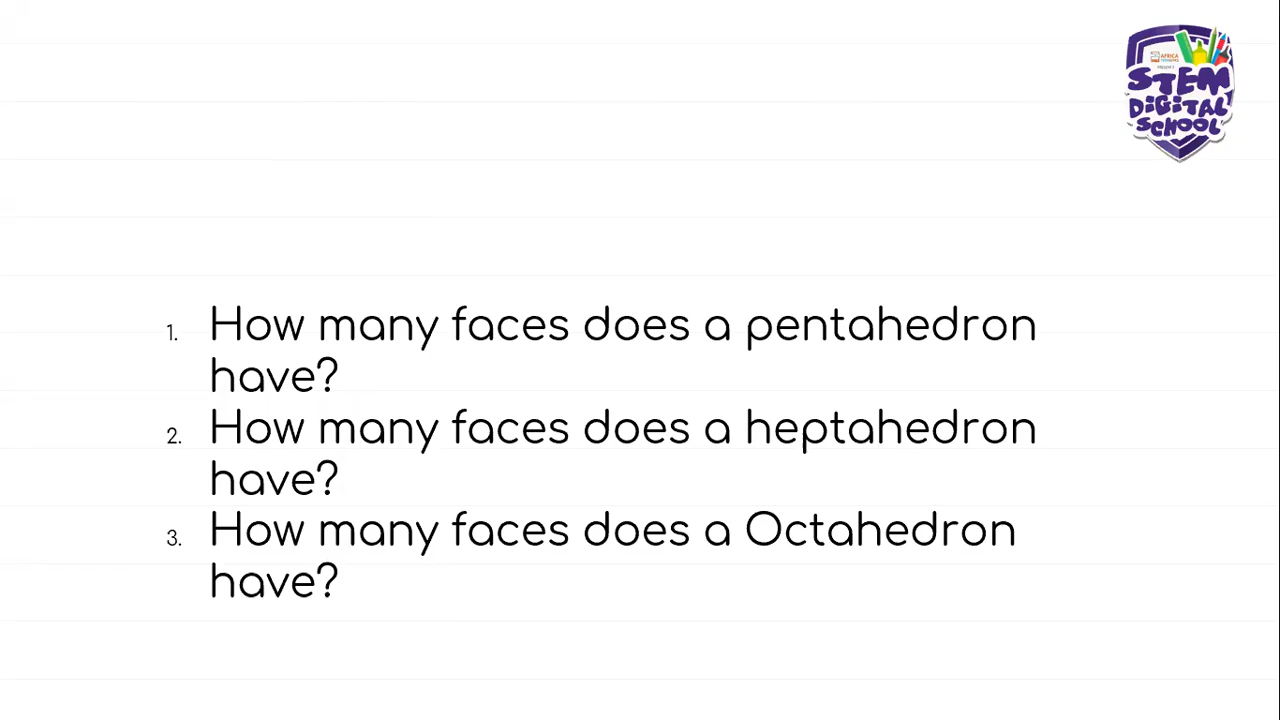 STEM
DIGITAL
SCHOOL
1. How many faces does a pentahedron
have?
2. How many faces does a heptahedron
have?
3. How many faces does a Octahedron
have?